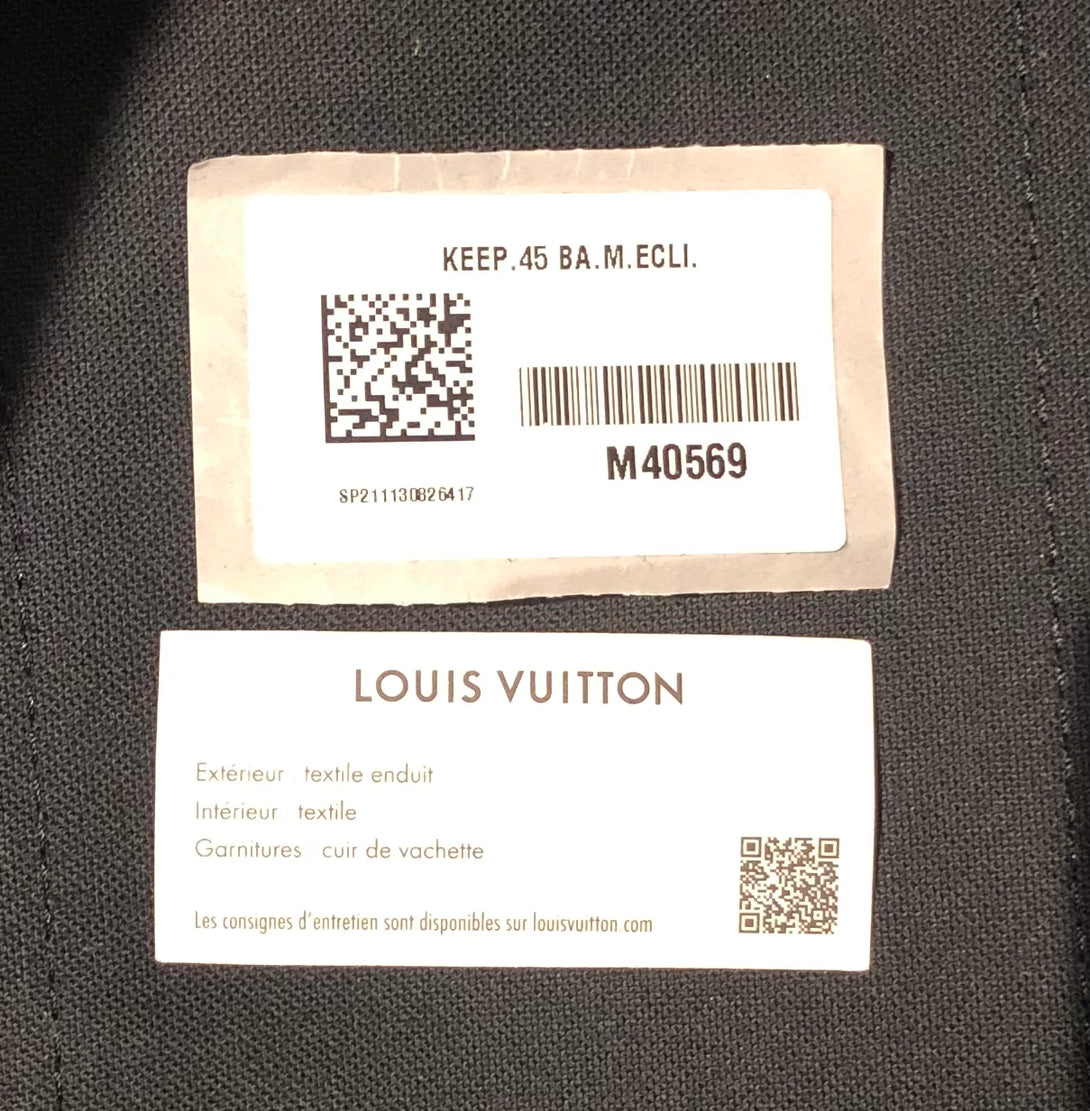 KEEP.45 BA.M.ECLI.
M40569
SP211130826417
LOUIS VUITTON
Extérieur : textile enduit
Intérieur : textile
Garnitures : cuir de vachette
Les consignes d'entretien sont disponibles sur louisvuitton.com